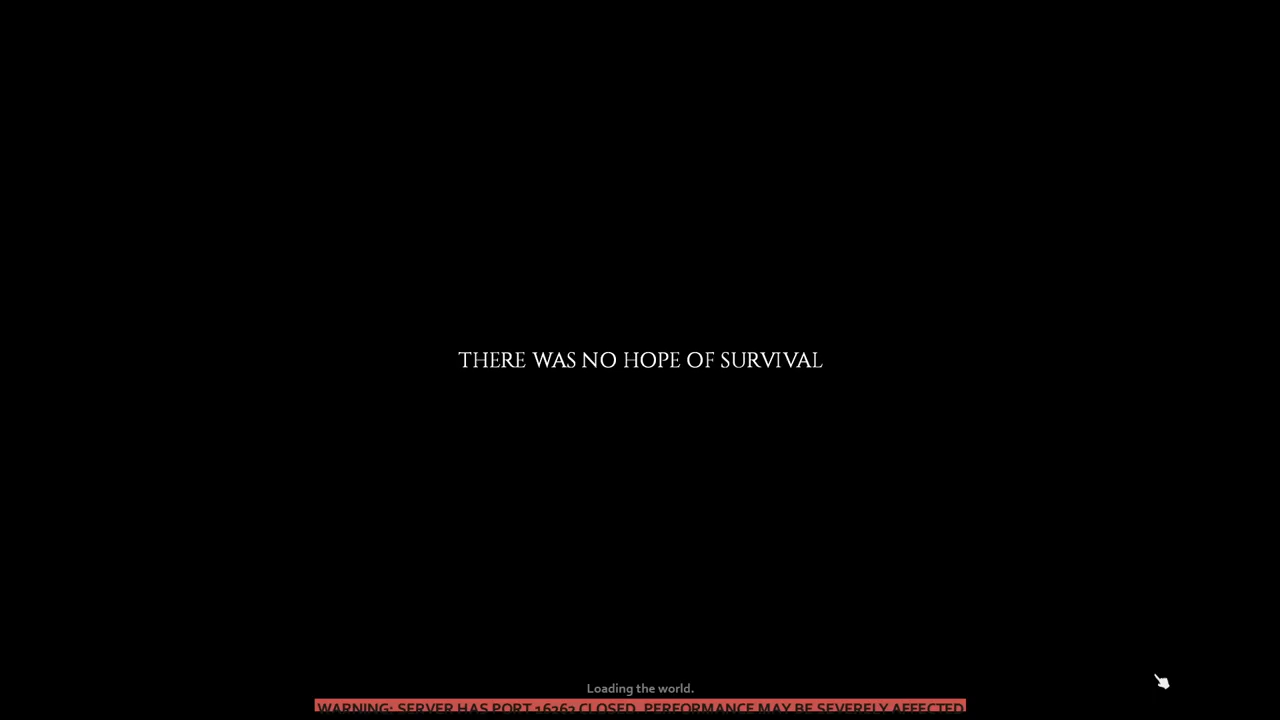 THERE WAS NO HOPE OF SURVIVAL
Loading the world.
WARNING: SERVER HAS PORT 16262 CLOSED. PERFORMANCE MAY BE SEVERELY AFFECTED